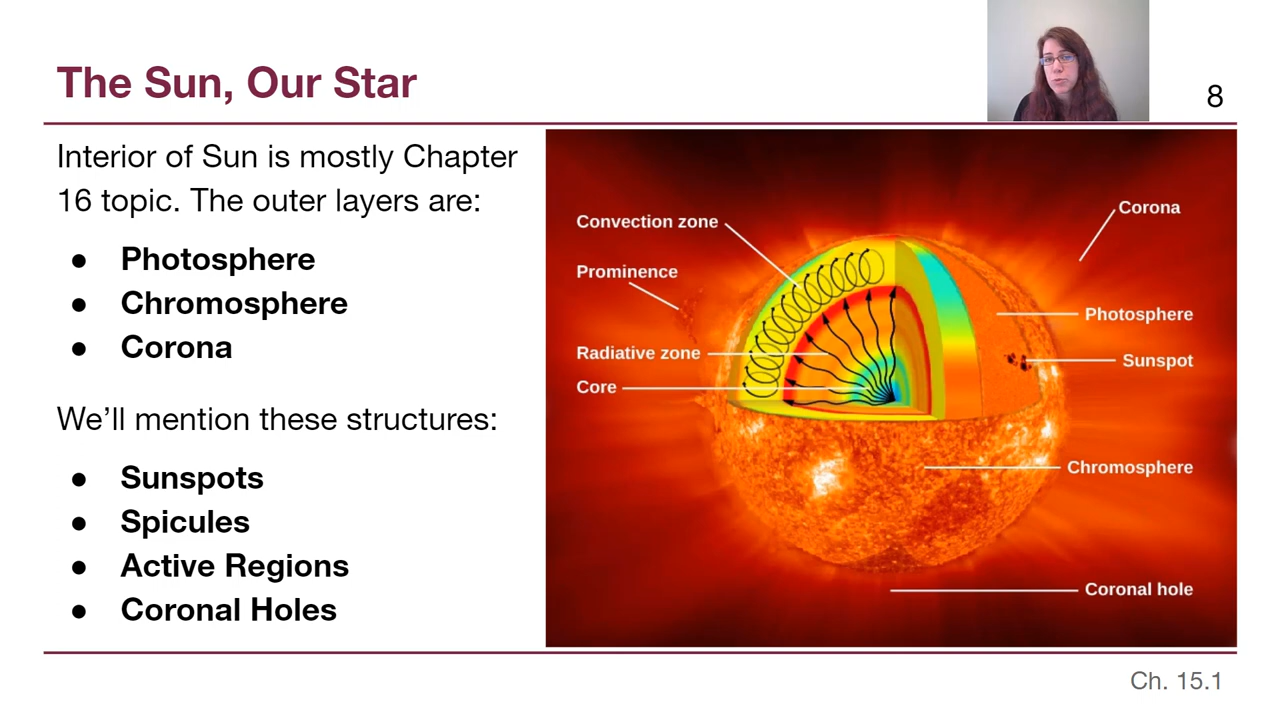 The Sun, Our Star
8
Interior of Sun is mostly Chapter
16 topic. The outer layers are:
● Photosphere
● Chromosphere
● Corona
We’ll mention these structures:
● Sunspots
● Spicules
● Active Regions
● Coronal Holes
Convection zone
Prominence
Radiative zone
Core
Corona
Photosphere
Sunspot
Chromosphere
Coronal hole
Ch. 15.1